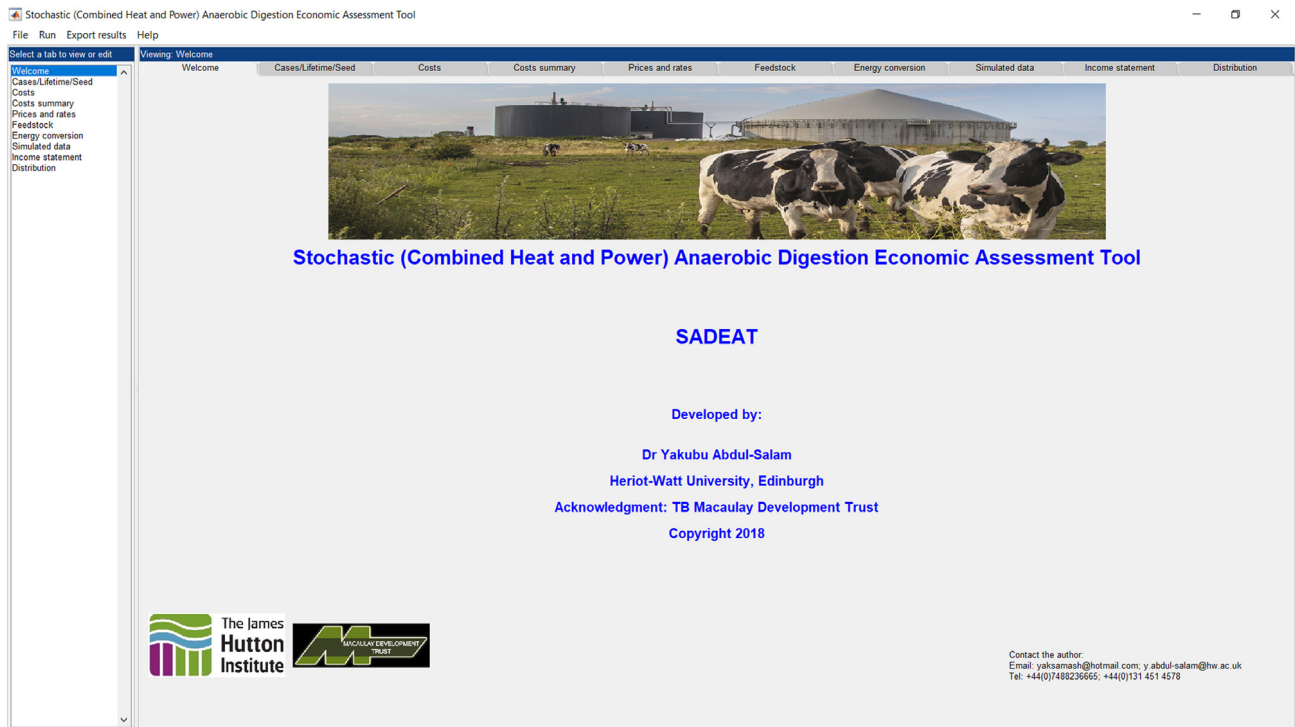 Stochastic (Combined Heat and Power) Anaerobic Digestion Economic Assessment Tool
File Run Export results Help
Select a tab to view or edit
Viewing: Welcome
Welcome
Cases/Lifetime/Seed
Costs
Costs summary
Prices and rates
Feedstock
Energy conversion
Simulated data
Income statement
Distribution
Welcome Cases/Lifetime/Seed Costs Costs summary Prices and rates Feedstock Energy conversion Simulated data Income statement Distribution
Stochastic (Combined Heat and Power) Anaerobic Digestion Economic Assessment Tool
SADEAT
Developed by:
Dr Yakubu Abdul-Salam
Heriot-Watt University, Edinburgh
Acknowledgment: TB Macaulay Development Trust
Copyright 2018
The James
Hutton
Institute
MACAULAY DEVELOPMENT
TRUST
Contact the author:
Email: yaksamash@hotmail.com; y.abdul-salam@hw.ac.uk
Tel: +44(0)7488236665; +44(0)131 451 4578